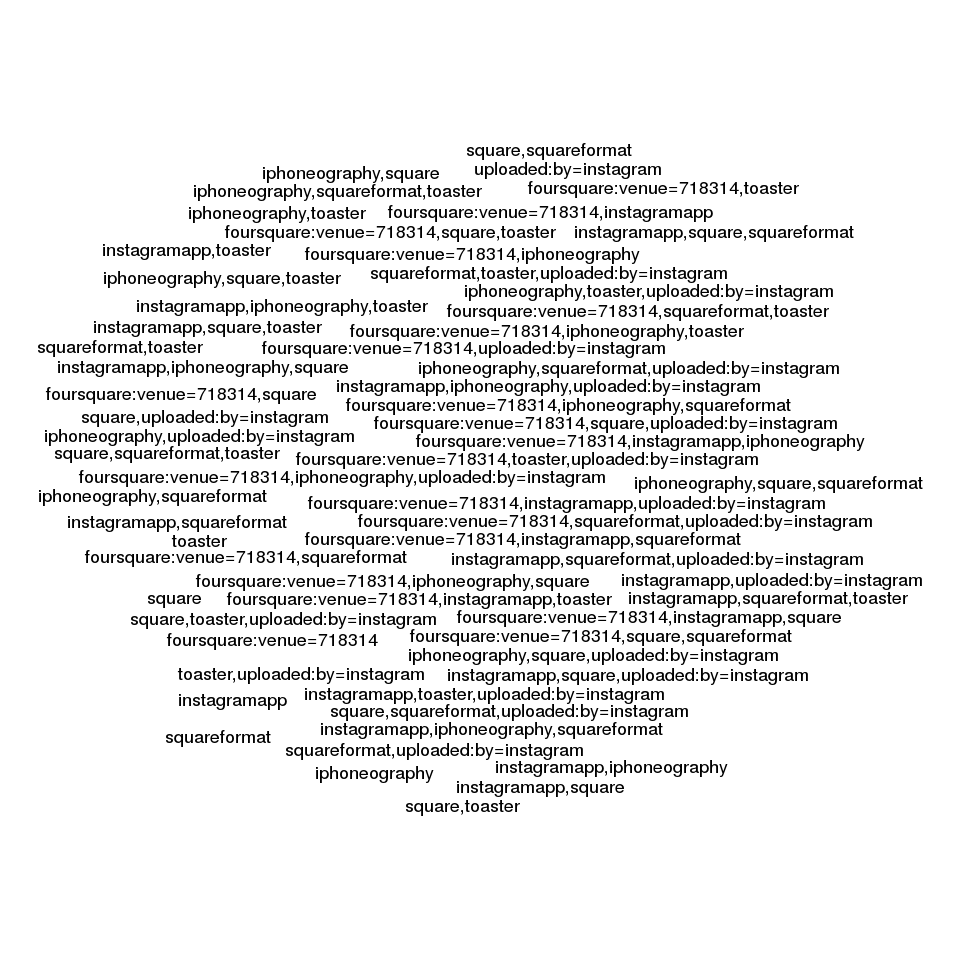 square,squareformat
uploaded:by=instagram
iphoneography,square
foursquare:venue=718314,toaster
iphoneography,squareformat,toaster
iphoneography,toaster
foursquare:venue=718314,instagramapp
foursquare:venue=718314,square,toaster
instagramapp,square,squareformat
instagramapp,toaster
foursquare:venue=718314,iphoneography
squareformat,toaster,uploaded:by=instagram
iphoneography,square,toaster
iphoneography,toaster,uploaded:by=instagram
instagramapp,iphoneography,toaster
foursquare:venue=718314,squareformat,toaster
instagramapp,square,toaster
foursquare:venue=718314,iphoneography,toaster
squareformat,toaster
foursquare:venue=718314,uploaded:by=instagram
instagramapp,iphoneography,square
iphoneography,squareformat,uploaded:by=instagram
instagramapp,iphoneography,uploaded:by=instagram
foursquare:venue=718314,square
foursquare:venue=718314,iphoneography,squareformat
square,uploaded:by=instagram
foursquare:venue=718314,square,uploaded:by=instagram
iphoneography,uploaded:by=instagram
foursquare:venue=718314,instagramapp,iphoneography
square,squareformat,toaster
foursquare:venue=718314,toaster,uploaded:by=instagram
foursquare:venue=718314,iphoneography,uploaded:by=instagram
iphoneography,square,squareformat
iphoneography,squareformat
foursquare:venue=718314,instagramapp,uploaded:by=instagram
instagramapp,squareformat
foursquare:venue=718314,squareformat,uploaded:by=instagram
toaster
foursquare:venue=718314,instagramapp,squareformat
foursquare:venue=718314,squareformat
instagramapp,squareformat,uploaded:by=instagram
foursquare:venue=718314,iphoneography,square
instagramapp,uploaded:by=instagram
square
foursquare:venue=718314,instagramapp,toaster
instagramapp,squareformat,toaster
square,toaster,uploaded:by=instagram
foursquare:venue=718314,instagramapp,square
foursquare:venue=718314
foursquare:venue=718314,square,squareformat
iphoneography,square,uploaded:by=instagram
toaster,uploaded:by=instagram
instagramapp,square,uploaded:by=instagram
instagramapp
instagramapp,toaster,uploaded:by=instagram
square,squareformat,uploaded:by=instagram
instagramapp,iphoneography,squareformat
squareformat
squareformat,uploaded:by=instagram
iphoneography
instagramapp,iphoneography
instagramapp,square
square,toaster